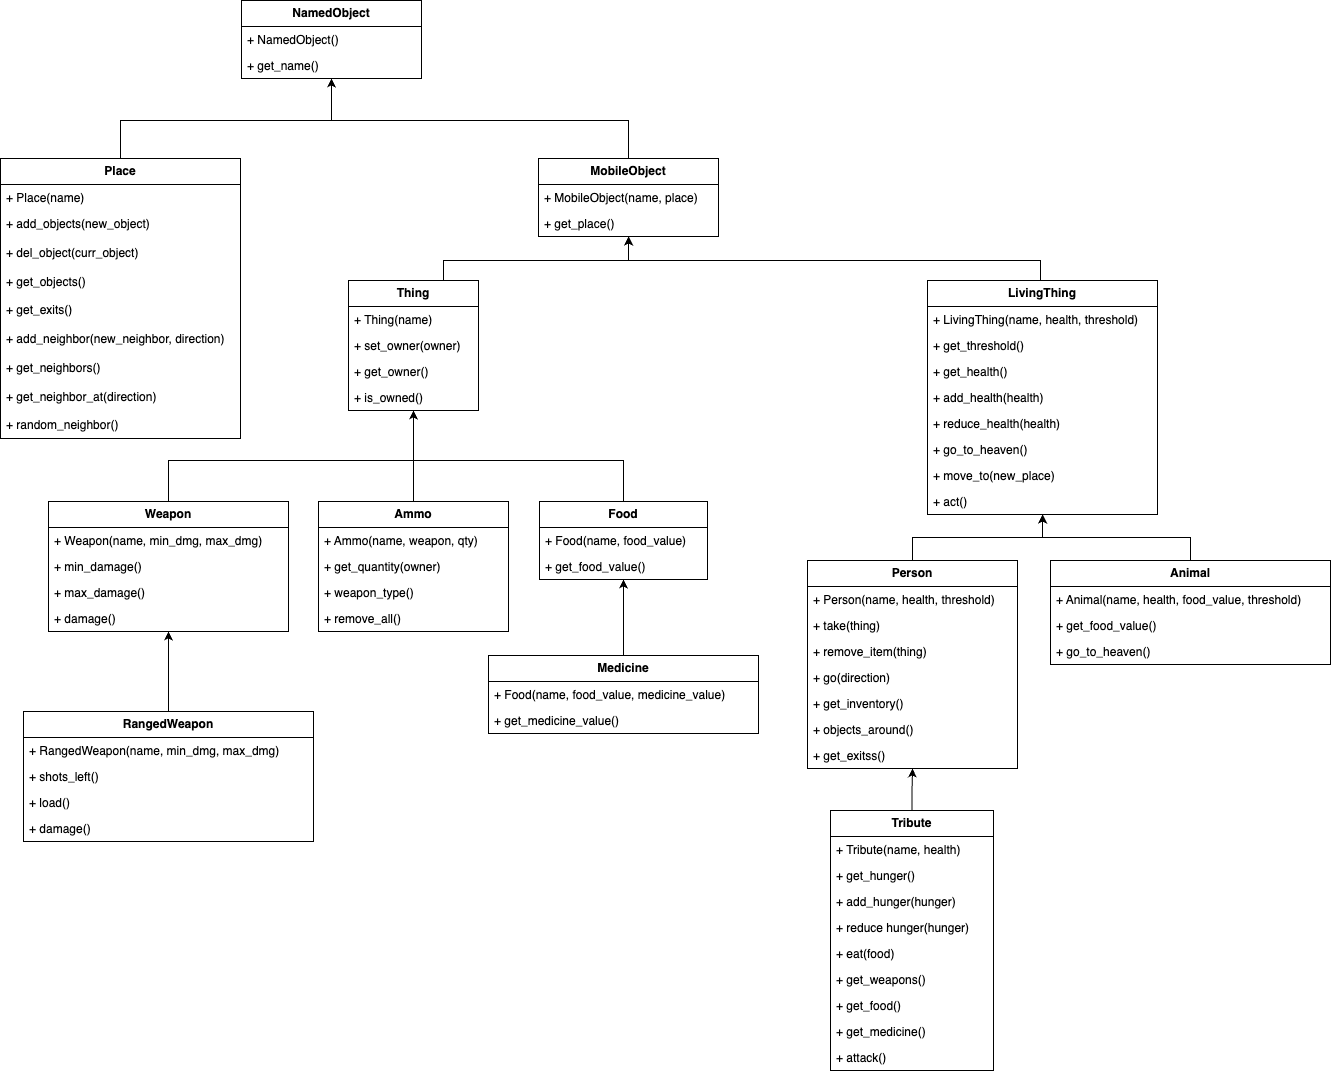 NamedObject
+ NamedObject()
+ get_name()
Place
+ Place(name)
+ add_objects(new_object)
+ del_object(curr_object)
+ get_objects()
+ get_exits()
+ add_neighbor(new_neighbor, direction)
+ get_neighbors()
+ get_neighbor_at(direction)
+ random_neighbor()
MobileObject
+ MobileObject(name, place)
+ get_place()
Thing
+ Thing(name)
+ set_owner(owner)
+ get_owner()
+ is_owned()
LivingThing
+ LivingThing(name, health, threshold)
+ get_threshold()
+ get_health()
+ add_health(health)
+ reduce_health(health)
+ go_to_heaven()
+ move_to(new_place)
+ act()
Weapon
+ Weapon(name, min_dmg, max_dmg)
+ min_damage()
+ max_damage()
+ damage()
Ammo
+ Ammo(name, weapon, qty)
+ get_quantity(owner)
+ weapon_type()
+ remove_all()
Food
+ Food(name, food_value)
+ get_food_value()
Person
+ Person(name, health, threshold)
+ take(thing)
+ remove_item(thing)
+ go(direction)
+ get_inventory()
+ objects_around()
+ get_exitss()
Animal
+ Animal(name, health, food_value, threshold)
+ get_food_value()
+ go_to_heaven()
Medicine
+ Food(name, food_value, medicine_value)
+ get_medicine_value()
RangedWeapon
+ RangedWeapon(name, min_dmg, max_dmg)
+ shots_left()
+ load()
+ damage()
Tribute
+ Tribute(name, health)
+ get_hunger()
+ add_hunger(hunger)
+ reduce hunger(hunger)
+ eat(food)
+ get_weapons()
+ get_food()
+ get_medicine()
+ attack()